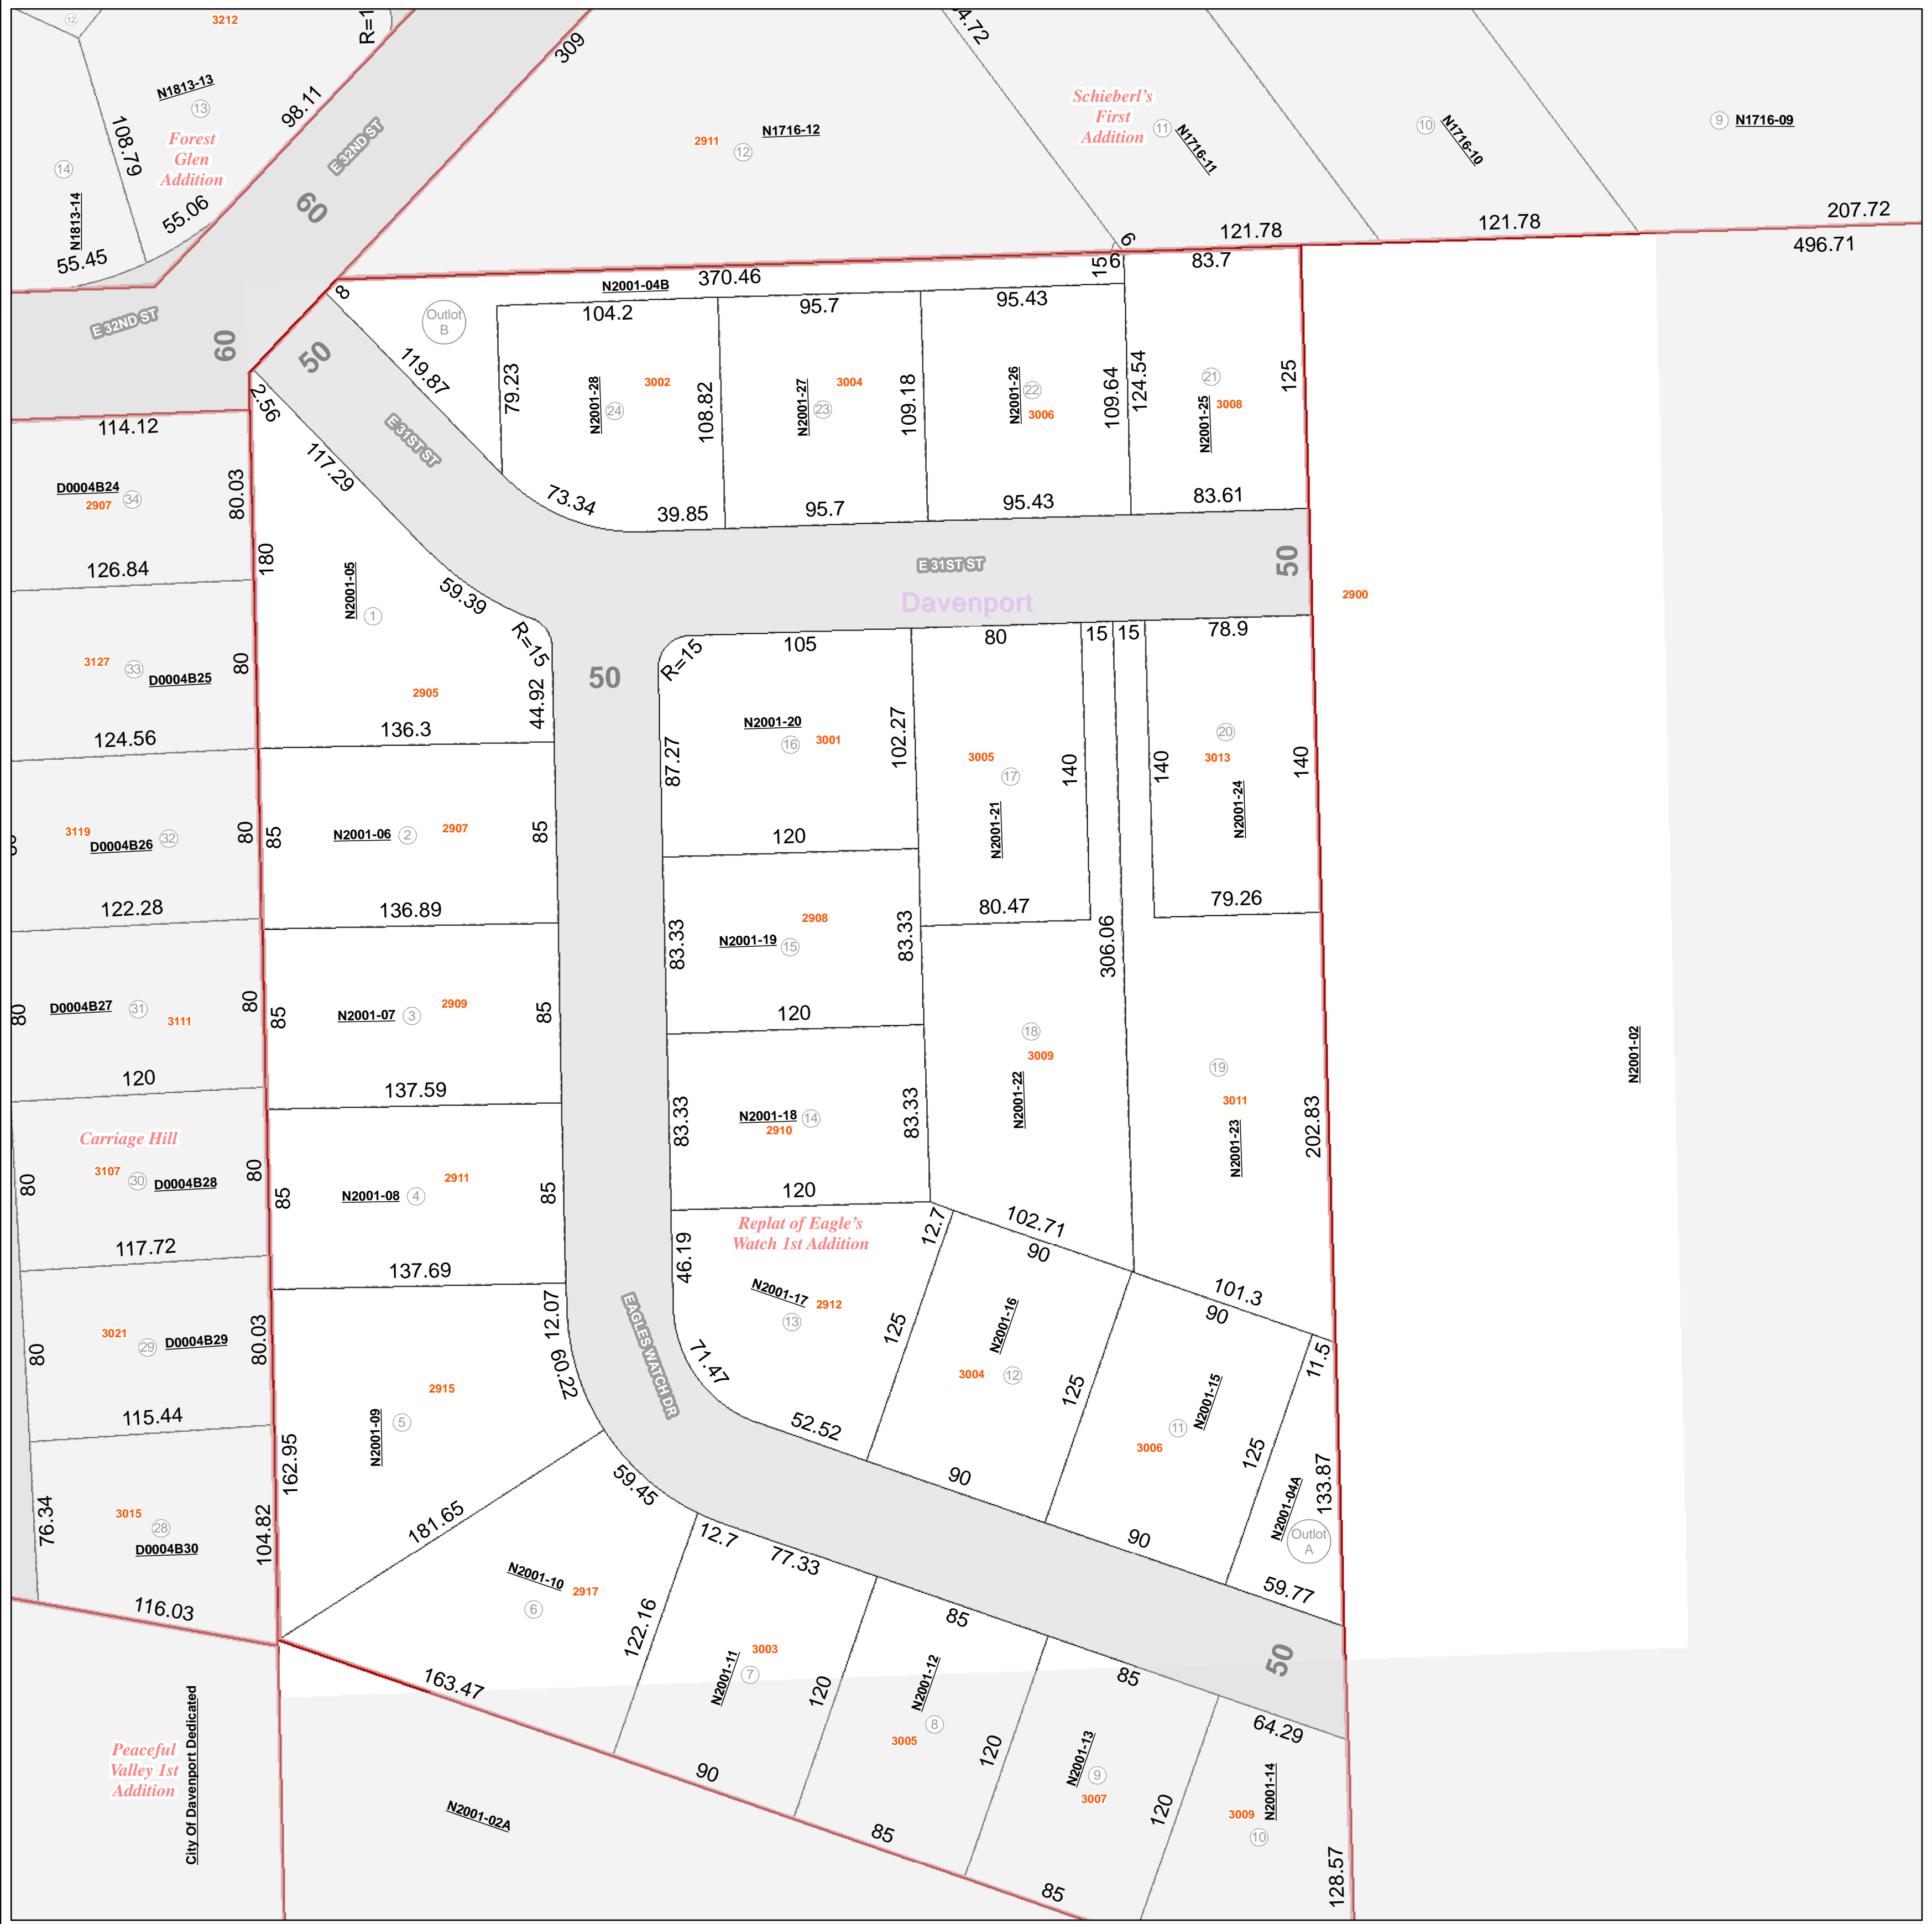 12
3212
R=1
309
4.72
N1813-13
13
98.11
108.79
Forest
Glen
Addition
E 32ND ST
60
14
N1813-14
55.06
55.45
2911
12
N1716-12
Schieberl's
First
Addition
11
N1716-11
10
N1716-10
9
N1716-09
6
121.78
121.78
207.72
496.71
E 32ND ST
60
8
50
N2001-04B
370.46
15
6
83.7
Outlot
B
104.2
95.7
95.43
119.87
79.23
N2001-28
24
3002
108.82
N2001-27
23
3004
109.18
N2001-26
22
3006
109.64
124.54
21
N2001-25
3008
125
2.56
114.12
E 31ST ST
117.29
73.34
39.85
95.7
95.43
83.61
D0004B24
2907
34
80.03
126.84
180
N2001-05
1
59.39
R=15
E 31ST ST
50
Davenport
2900
3127
33
D0004B25
80
2905
44.92
50
R=15
105
80
15
15
78.9
124.56
136.3
N2001-20
16
3001
102.27
87.27
3005
17
140
N2001-21
140
20
3013
N2001-24
140
3119
D0004B26
32
80
85
N2001-06
2
2907
85
120
122.28
136.89
80.47
79.26
2908
N2001-19
15
83.33
83.33
306.06
D0004B27
31
3111
80
80
85
N2001-07
3
2909
85
120
120
137.59
18
3009
N2001-22
19
3011
N2001-23
202.83
N2001-02
N2001-18
14
2910
83.33
83.33
Carriage Hill
3107
30
D0004B28
80
80
85
N2001-08
4
2911
85
120
117.72
137.69
Replat of Eagle's
Watch 1st Addition
46.19
12.7
102.71
90
101.3
90
N2001-17
13
2912
125
N2001-16
12
3004
125
11.5
3021
29
D0004B29
80
80.03
12.07
60.22
EAGLES WATCH DR
71.47
52.52
90
11
N2001-15
3006
125
133.87
N2001-04A
Outlot
A
90
59.77
115.44
162.95
N2001-09
5
2915
181.65
59.45
76.34
3015
28
D0004B30
104.82
116.03
12.7
77.33
N2001-10
6
2917
122.16
163.47
85
85
50
64.29
N2001-11
7
3003
120
N2001-12
8
3005
120
N2001-13
9
3007
120
N2001-14
3009
10
128.57
90
85
85
Peaceful
Valley 1st
Addition
City Of Davenport Dedicated
N2001-02A